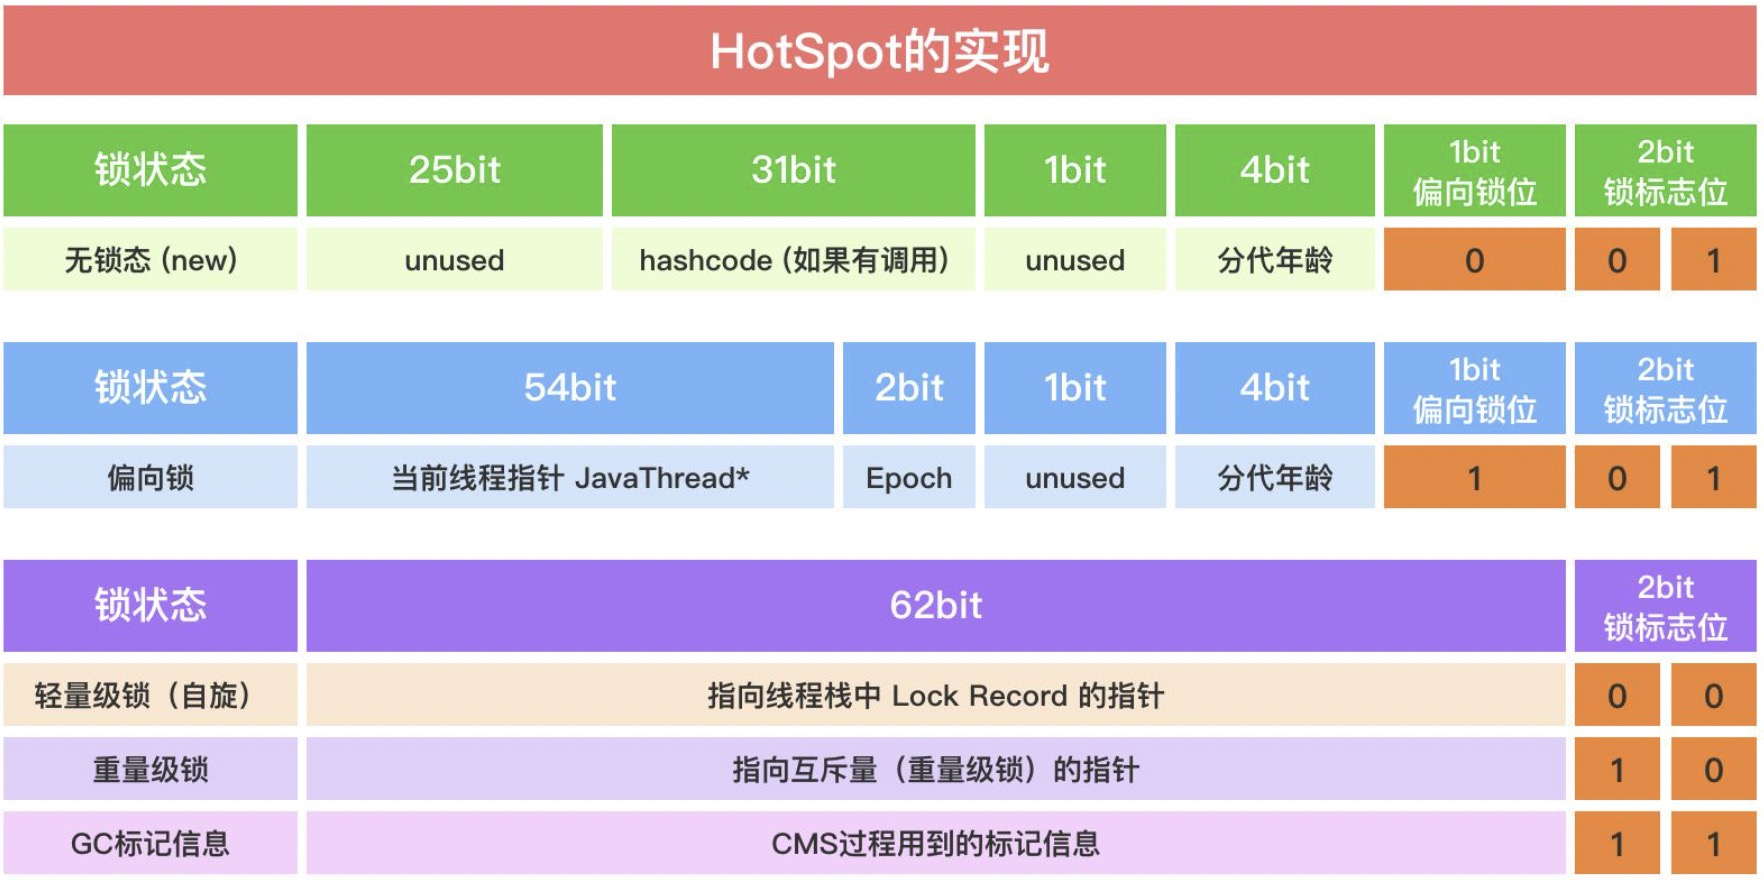 HotSpot的实现
锁状态 25bit 31bit 1bit 4bit 1bit 偏向锁位 2bit 锁标志位
无锁态 (new) unused hashcode (如果有调用) unused 分代年龄 0 0 1
锁状态 54bit 2bit 1bit 4bit 1bit 偏向锁位 2bit 锁标志位
偏向锁 当前线程指针 JavaThread* Epoch unused 分代年龄 1 0 1
锁状态 62bit 2bit 锁标志位
轻量级锁（自旋） 指向线程栈中 Lock Record 的指针 0 0
重量级锁 指向互斥量（重量级锁）的指针 1 0
GC标记信息 CMS过程用到的标记信息 1 1